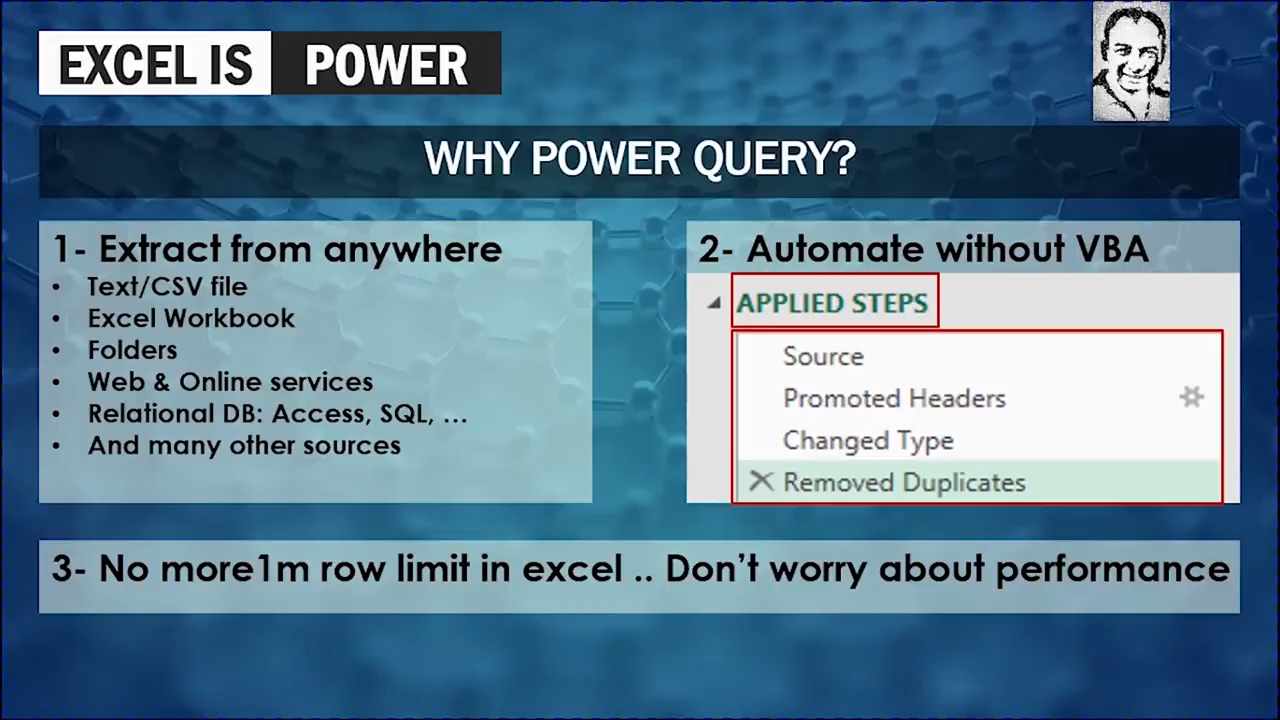 EXCEL IS POWER
WHY POWER QUERY?
1- Extract from anywhere
• Text/CSV file
• Excel Workbook
• Folders
• Web & Online services
• Relational DB: Access, SQL, …
• And many other sources
2- Automate without VBA
APPLIED STEPS
Source
Promoted Headers
Changed Type
Removed Duplicates
3- No more1m row limit in excel .. Don't worry about performance